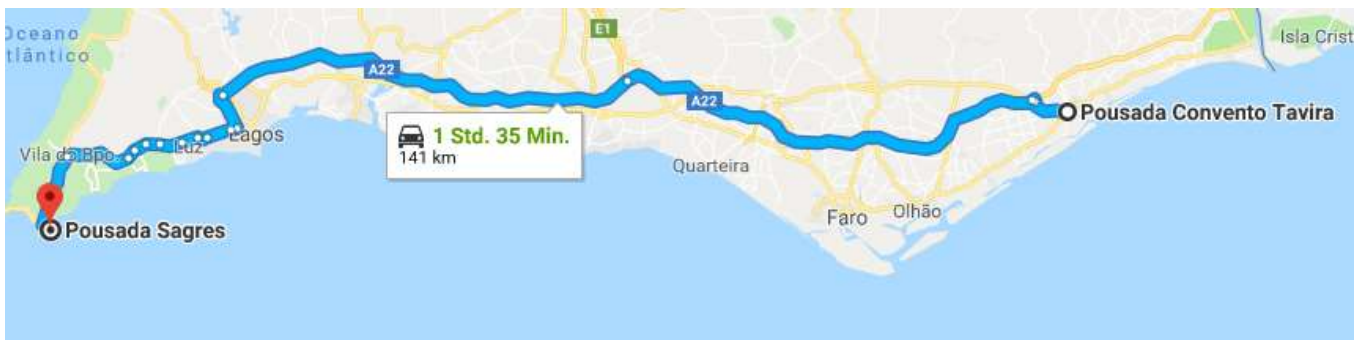 Oceano
tlântico
E1
Isla Crist
A22
A22
1 Std. 35 Min.
141 km
Pousada Convento Tavira
Lagos
Luz
Vila do Bpo.
Quarteira
Faro
Olhão
Pousada Sagres